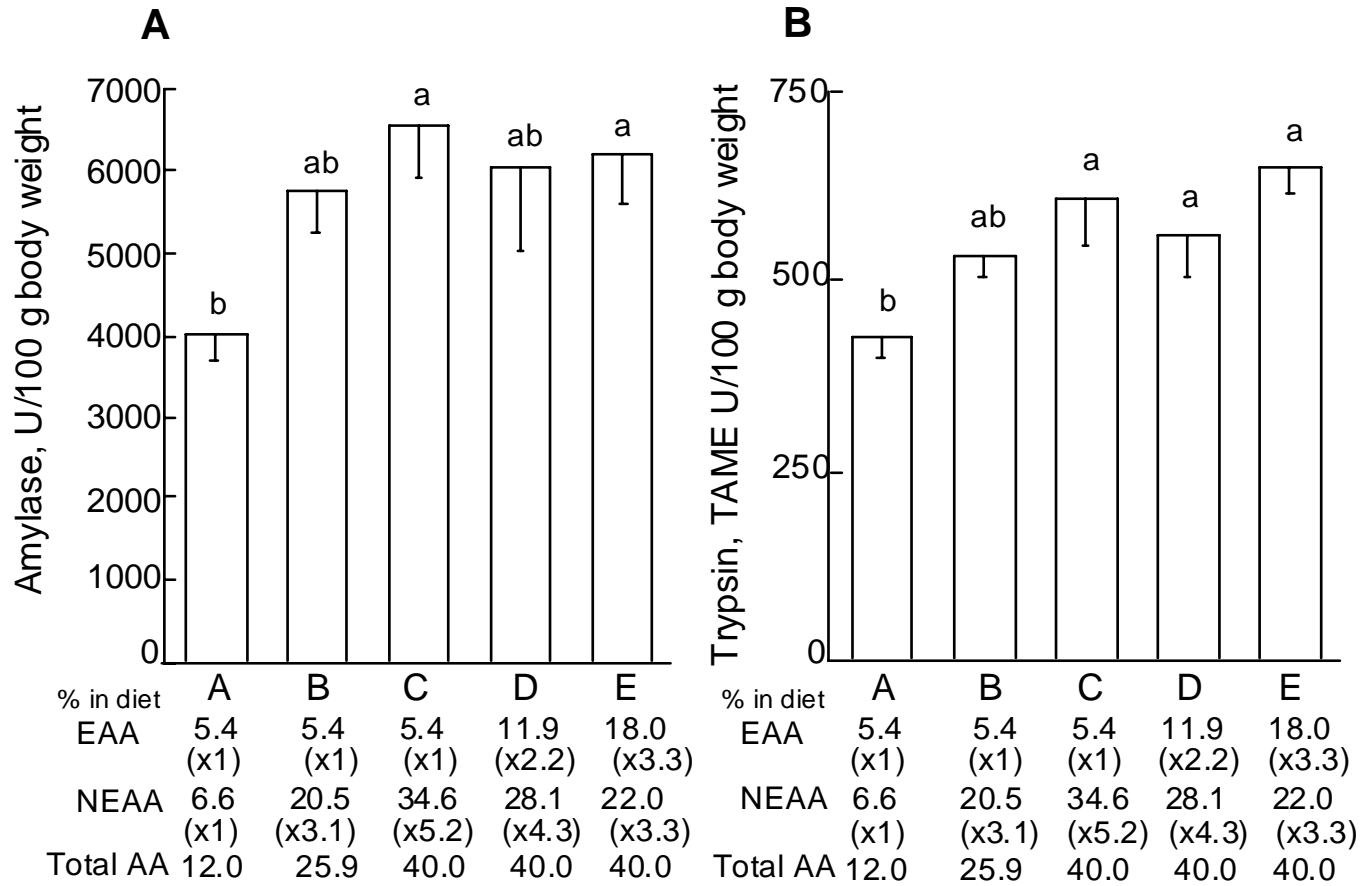 A
Amylase, U/100 g body weight
7000
6000
5000
4000
3000
2000
1000
0
b
ab
a
ab
a
% in diet A B C D E
EAA 5.4 5.4 5.4 11.9 18.0
(x1) (x1) (x1) (x2.2) (x3.3)
NEAA 6.6 20.5 34.6 28.1 22.0
(x1) (x3.1) (x5.2) (x4.3) (x3.3)
Total AA 12.0 25.9 40.0 40.0 40.0
B
Trypsin, TAME U/100 g body weight
750
500
250
0
b
ab
a
a
a
% in diet A B C D E
EAA 5.4 5.4 5.4 11.9 18.0
(x1) (x1) (x1) (x2.2) (x3.3)
NEAA 6.6 20.5 34.6 28.1 22.0
(x1) (x3.1) (x5.2) (x4.3) (x3.3)
Total AA 12.0 25.9 40.0 40.0 40.0